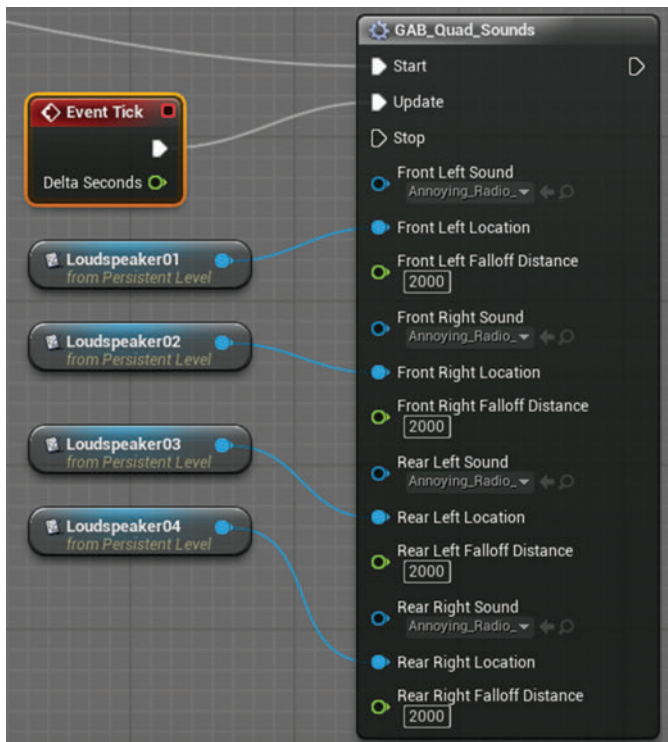 GAB_Quad_Sounds
Start
Update
Stop
Event Tick
Delta Seconds
Front Left Sound
Annoying_Radio_
Front Left Location
Loudspeaker01
from Persistent Level
Front Left Falloff Distance
2000
Front Right Sound
Annoying_Radio_
Loudspeaker02
from Persistent Level
Front Right Location
Front Right Falloff Distance
2000
Loudspeaker03
from Persistent Level
Rear Left Sound
Annoying_Radio_
Rear Left Location
Loudspeaker04
from Persistent Level
Rear Left Falloff Distance
2000
Rear Right Sound
Annoying_Radio_
Rear Right Location
Rear Right Falloff Distance
2000